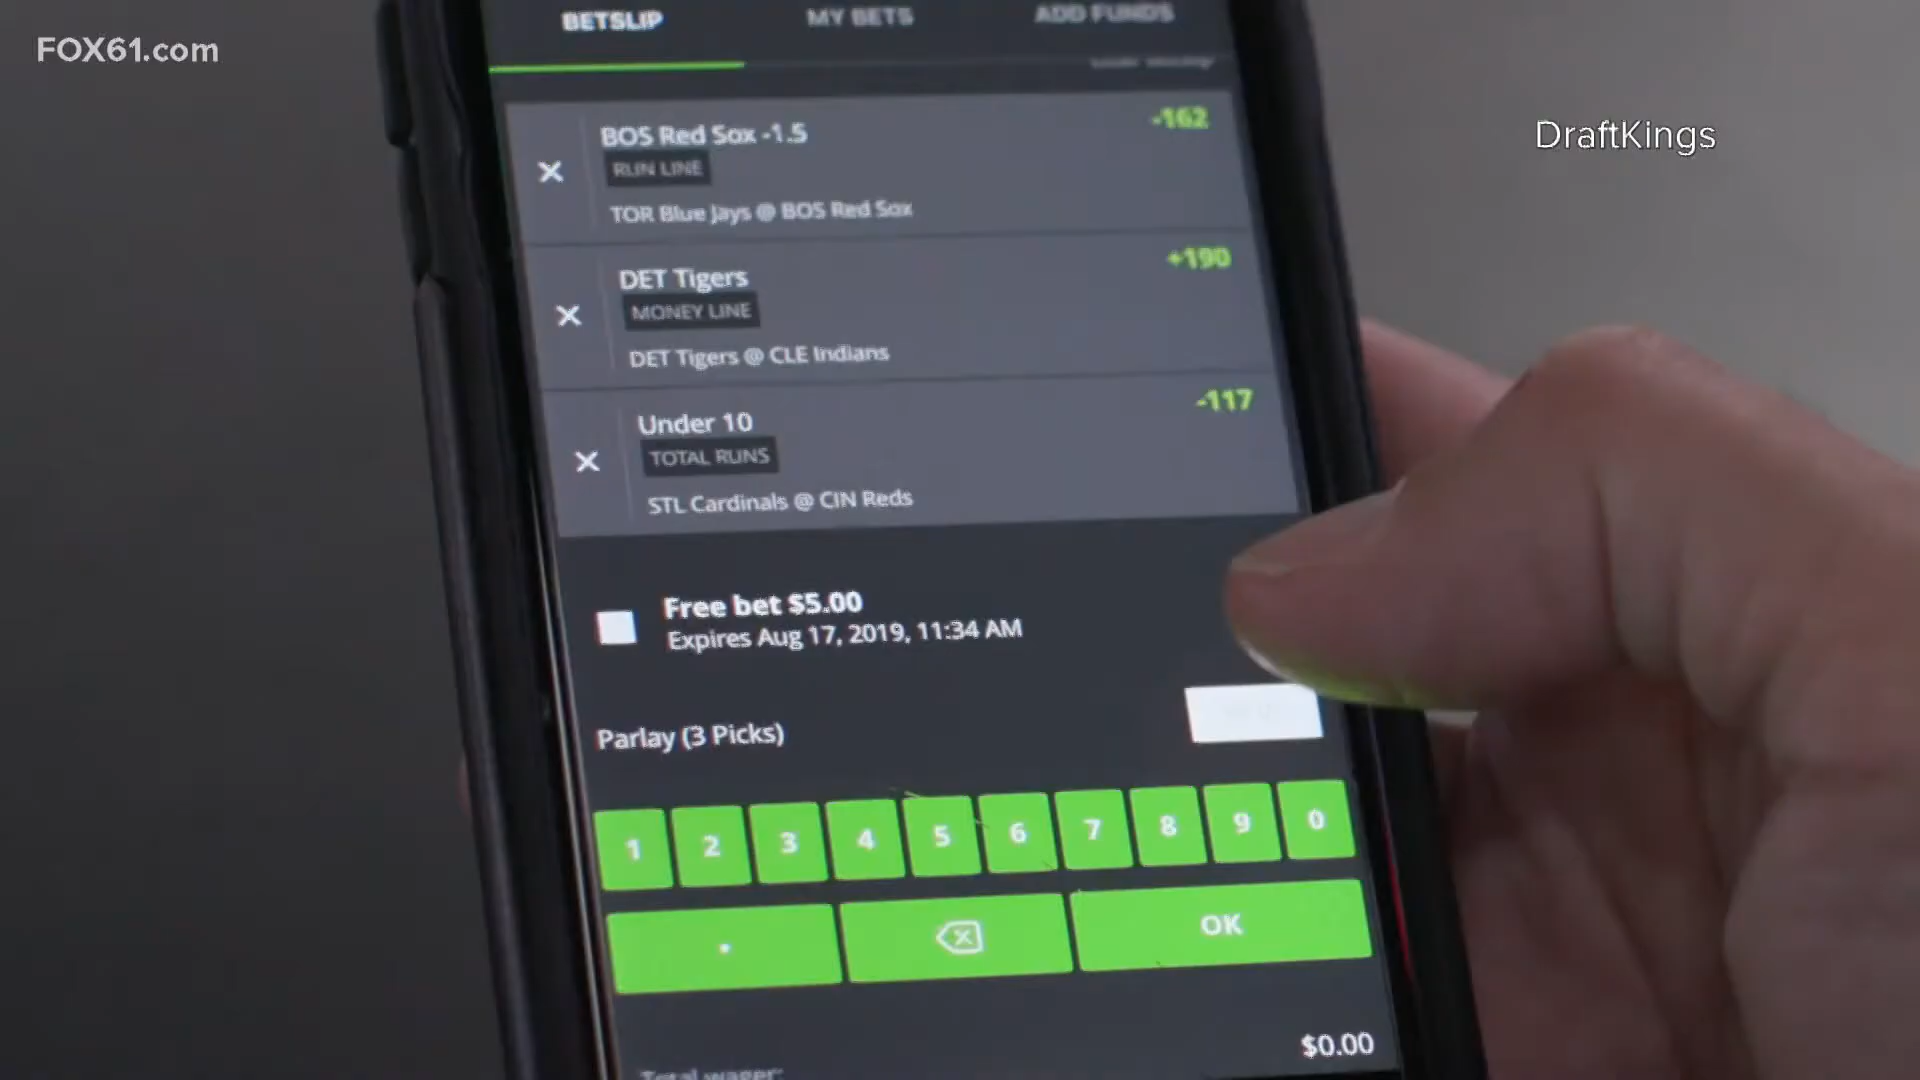 FOX61.com
DraftKings
BETSLIP MY BETS ADD FUNDS
BOS Red Sox -1.5 -162
RUN LINE
TOR Blue Jays @ BOS Red Sox
DET Tigers +190
MONEY LINE
DET Tigers @ CLE Indians
Under 10 -117
TOTAL RUNS
STL Cardinals @ CIN Reds
Free bet $5.00
Expires Aug 17, 2019, 11:34 AM
Parlay (3 Picks)
1 2 3 4 5 6 7 8 9 0
. OK
$0.00
Total wager: